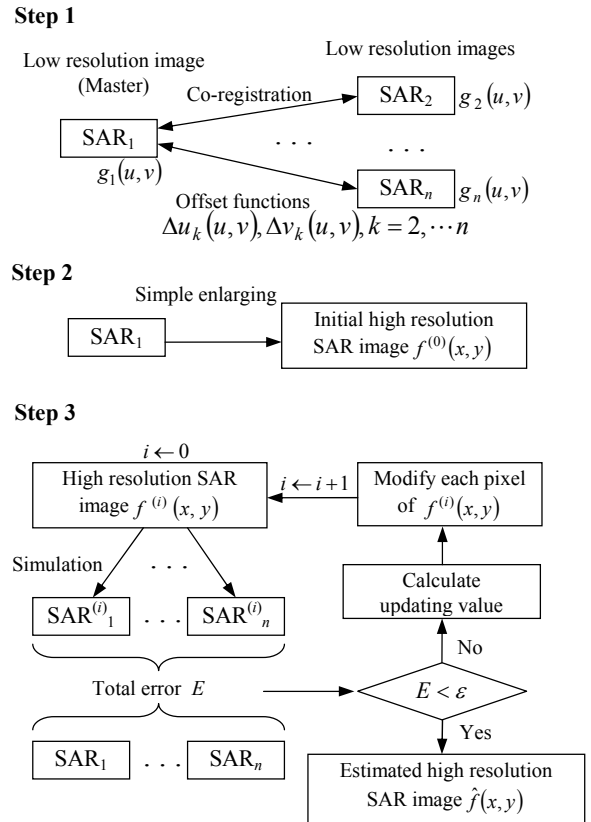 Step 1
Low resolution image
(Master)
Low resolution images
Co-registration
SAR₂
g₂(u,v)
SAR₁
g₁(u,v)
. . .
. . .
SARₙ
gₙ(u,v)
Offset functions
Δuₖ(u,v), Δvₖ(u,v), k = 2, ⋯ n
Step 2
Simple enlarging
SAR₁
Initial high resolution
SAR image f⁽⁰⁾(x, y)
Step 3
i ← 0
High resolution SAR
image f⁽ⁱ⁾(x, y)
i ← i+1
Modify each pixel
of f⁽ⁱ⁾(x, y)
Simulation
. . .
Calculate
updating value
SAR⁽ⁱ⁾₁
. . .
SAR⁽ⁱ⁾ₙ
No
Total error E
E < ε
Yes
SAR₁
. . .
SARₙ
Estimated high resolution
SAR image f̂(x, y)